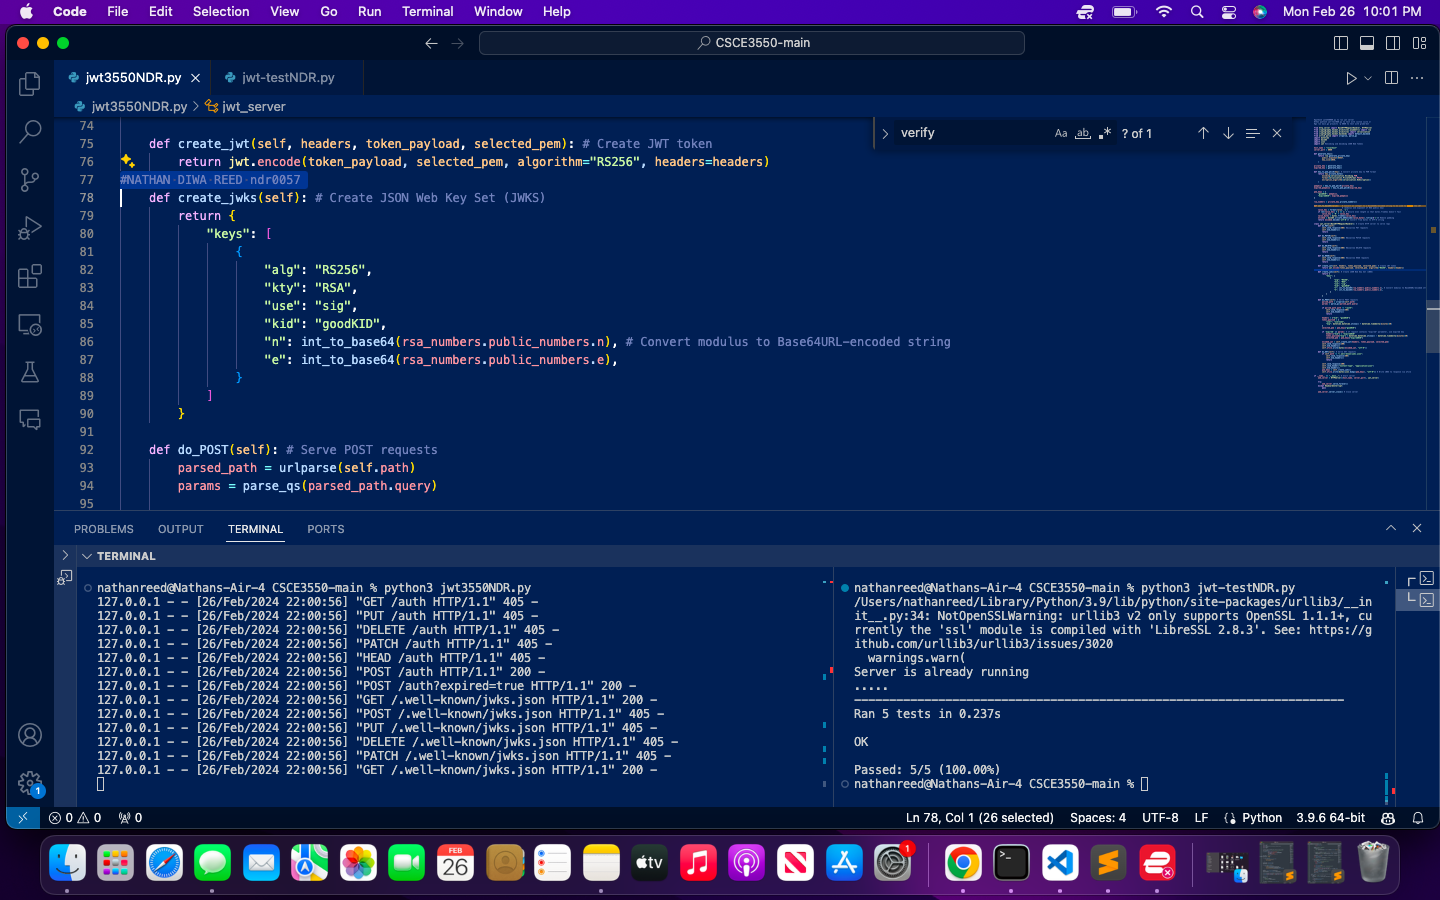 Code File Edit Selection View Go Run Terminal Window Help Mon Feb 26 10:01 PM
CSCE3550-main
jwt3550NDR.py jwt-testNDR.py
jwt3550NDR.py > jwt_server
verify Aa ab ? of 1
74
75 def create_jwt(self, headers, token_payload, selected_pem): # Create JWT token
76 return jwt.encode(token_payload, selected_pem, algorithm="RS256", headers=headers)
77 #NATHAN DIWA REED ndr0057
78 def create_jwks(self): # Create JSON Web Key Set (JWKS)
79 return {
80 "keys": [
81 {
82 "alg": "RS256",
83 "kty": "RSA",
84 "use": "sig",
85 "kid": "goodKID",
86 "n": int_to_base64(rsa_numbers.public_numbers.n), # Convert modulus to Base64URL-encoded string
87 "e": int_to_base64(rsa_numbers.public_numbers.e),
88 }
89 ]
90 }
91
92 def do_POST(self): # Serve POST requests
93 parsed_path = urlparse(self.path)
94 params = parse_qs(parsed_path.query)
95
PROBLEMS OUTPUT TERMINAL PORTS
TERMINAL
nathanreed@Nathans-Air-4 CSCE3550-main % python3 jwt3550NDR.py
127.0.0.1 - - [26/Feb/2024 22:00:56] "GET /auth HTTP/1.1" 405 -
127.0.0.1 - - [26/Feb/2024 22:00:56] "PUT /auth HTTP/1.1" 405 -
127.0.0.1 - - [26/Feb/2024 22:00:56] "DELETE /auth HTTP/1.1" 405 -
127.0.0.1 - - [26/Feb/2024 22:00:56] "PATCH /auth HTTP/1.1" 405 -
127.0.0.1 - - [26/Feb/2024 22:00:56] "HEAD /auth HTTP/1.1" 405 -
127.0.0.1 - - [26/Feb/2024 22:00:56] "POST /auth HTTP/1.1" 200 -
127.0.0.1 - - [26/Feb/2024 22:00:56] "POST /auth?expired=true HTTP/1.1" 200 -
127.0.0.1 - - [26/Feb/2024 22:00:56] "GET /.well-known/jwks.json HTTP/1.1" 200 -
127.0.0.1 - - [26/Feb/2024 22:00:56] "POST /.well-known/jwks.json HTTP/1.1" 405 -
127.0.0.1 - - [26/Feb/2024 22:00:56] "PUT /.well-known/jwks.json HTTP/1.1" 405 -
127.0.0.1 - - [26/Feb/2024 22:00:56] "DELETE /.well-known/jwks.json HTTP/1.1" 405 -
127.0.0.1 - - [26/Feb/2024 22:00:56] "PATCH /.well-known/jwks.json HTTP/1.1" 405 -
127.0.0.1 - - [26/Feb/2024 22:00:56] "GET /.well-known/jwks.json HTTP/1.1" 200 -
nathanreed@Nathans-Air-4 CSCE3550-main % python3 jwt-testNDR.py
/Users/nathanreed/Library/Python/3.9/lib/python/site-packages/urllib3/__in
it__.py:34: NotOpenSSLWarning: urllib3 v2 only supports OpenSSL 1.1.1+, cu
rrently the 'ssl' module is compiled with 'LibreSSL 2.8.3'. See: https://g
ithub.com/urllib3/urllib3/issues/3020
warnings.warn(
Server is already running
.....
----------------------------------------------------------------------
Ran 5 tests in 0.237s
OK
Passed: 5/5 (100.00%)
nathanreed@Nathans-Air-4 CSCE3550-main %
1
0 0 0 Ln 78, Col 1 (26 selected) Spaces: 4 UTF-8 LF Python 3.9.6 64-bit
FEB
26
tv
1